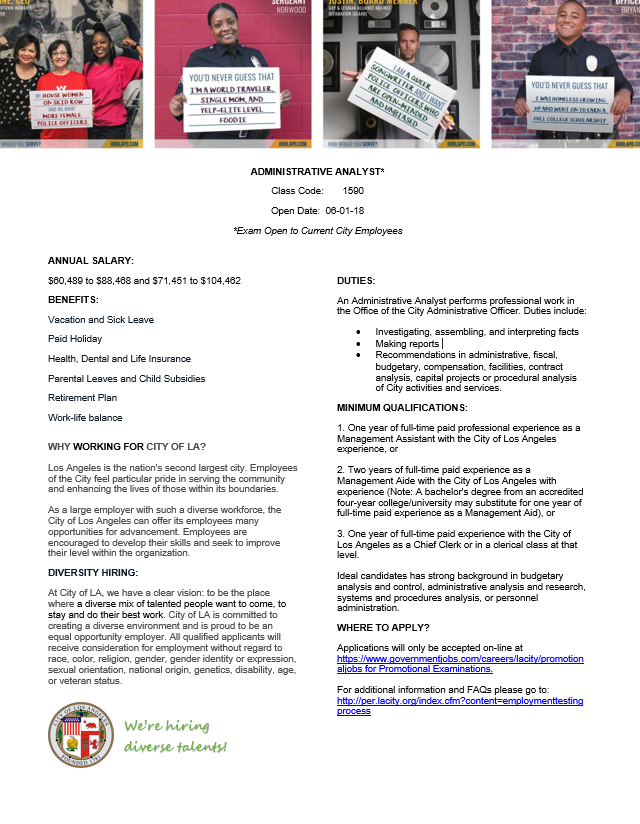 NE, CEO
SERGEANT
NORWOOD
JUSTIN, BOARD MEMBER
GAY & LESBIAN ALLIANCE AGAINST
OFFICER
BRYAN
WE HOUSE WOMEN
ON SKID ROW
AND WE WANT
MORE FEMALE
POLICE OFFICERS
YOU'D NEVER GUESS THAT
I'M A WORLD TRAVELER,
SINGLE MOM, AND
YELP-ELITE LEVEL
FOODIE
I AM A QUEER
SONGWRITER AND I WANT
POLICE OFFICERS WHO
ARE OPEN-MINDED
AND UNBIASED
YOU'D NEVER GUESS THAT
I WAS HOMELESS GROWING
UP AND WENT ON TO EARN A
FULL COLLEGE SCHOLARSHIP
HOW WOULD YOU SERVE?
JOINLAPD.COM
JOINLAPD.COM
HOW WOULD YOU SERVE?
JOINLAPD.COM
JOINLAPD.CO
ADMINISTRATIVE ANALYST*
Class Code: 1590
Open Date: 06-01-18
*Exam Open to Current City Employees
ANNUAL SALARY:
$60,489 to $88,468 and $71,451 to $104,462
BENEFITS:
Vacation and Sick Leave
Paid Holiday
Health, Dental and Life Insurance
Parental Leaves and Child Subsidies
Retirement Plan
Work-life balance
WHY WORKING FOR CITY OF LA?
Los Angeles is the nation's second largest city. Employees
of the City feel particular pride in serving the community
and enhancing the lives of those within its boundaries.
As a large employer with such a diverse workforce, the
City of Los Angeles can offer its employees many
opportunities for advancement. Employees are
encouraged to develop their skills and seek to improve
their level within the organization.
DIVERSITY HIRING:
At City of LA, we have a clear vision: to be the place
where a diverse mix of talented people want to come, to
stay and do their best work. City of LA is committed to
creating a diverse environment and is proud to be an
equal opportunity employer. All qualified applicants will
receive consideration for employment without regard to
race, color, religion, gender, gender identity or expression,
sexual orientation, national origin, genetics, disability, age,
or veteran status.
CITY OF LOS ANGELES
FOUNDED 1781
We're hiring
diverse talents!
DUTIES:
An Administrative Analyst performs professional work in
the Office of the City Administrative Officer. Duties include:
• Investigating, assembling, and interpreting facts
• Making reports
• Recommendations in administrative, fiscal,
budgetary, compensation, facilities, contract
analysis, capital projects or procedural analysis
of City activities and services.
MINIMUM QUALIFICATIONS:
1. One year of full-time paid professional experience as a
Management Assistant with the City of Los Angeles
experience, or
2. Two years of full-time paid experience as a
Management Aide with the City of Los Angeles with
experience (Note: A bachelor's degree from an accredited
four-year college/university may substitute for one year of
full-time paid experience as a Management Aid), or
3. One year of full-time paid experience with the City of
Los Angeles as a Chief Clerk or in a clerical class at that
level.
Ideal candidates has strong background in budgetary
analysis and control, administrative analysis and research,
systems and procedures analysis, or personnel
administration.
WHERE TO APPLY?
Applications will only be accepted on-line at
https://www.governmentjobs.com/careers/lacity/promotion
aljobs for Promotional Examinations.
For additional information and FAQs please go to:
http://per.lacity.org/index.cfm?content=employmenttesting
process